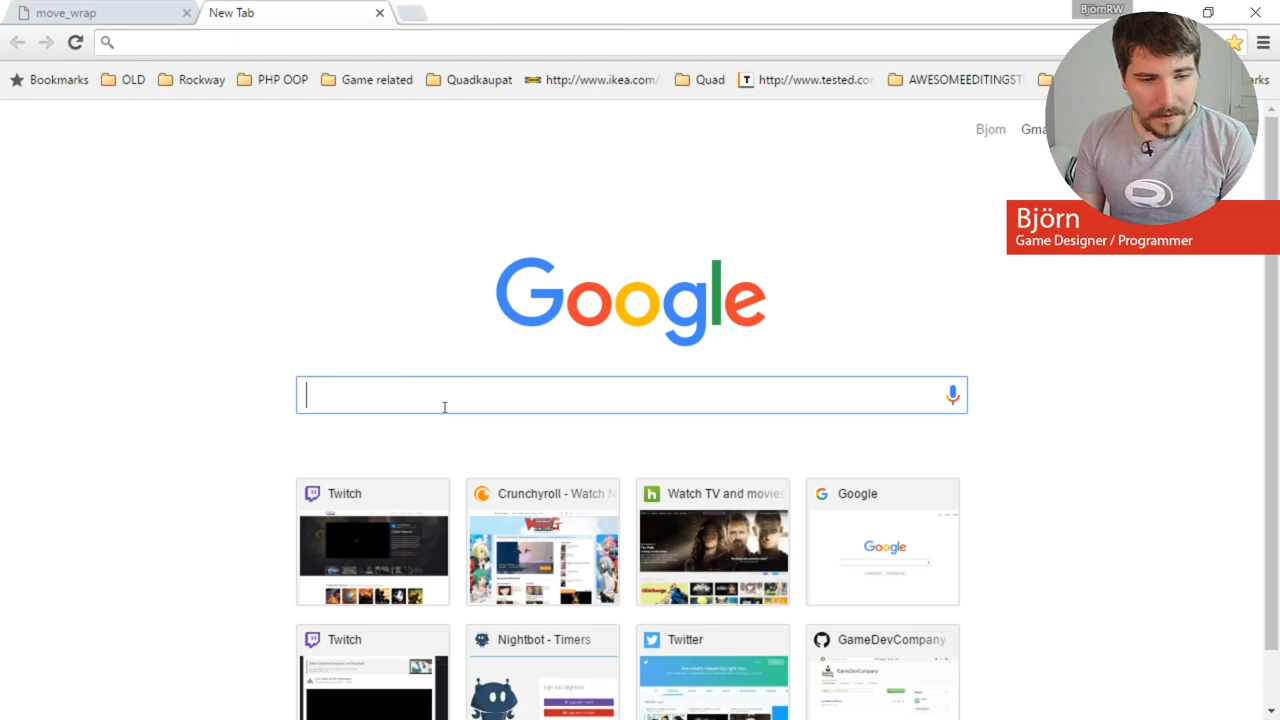 move_wrap
New Tab
BjörnRW
Bookmarks
OLD
Rockway
PHP OOP
Game related
Quadkaupat
http://www.ikea.com/
Quad
http://www.tested.co
AWESOMEEDITINGST
Bjorn
Björn
Game Designer / Programmer
Google
Twitch
Crunchyroll - Watch
Watch TV and movies
Google
Google
Twitch
Nightbot - Timers
Twitter
GameDevCompany